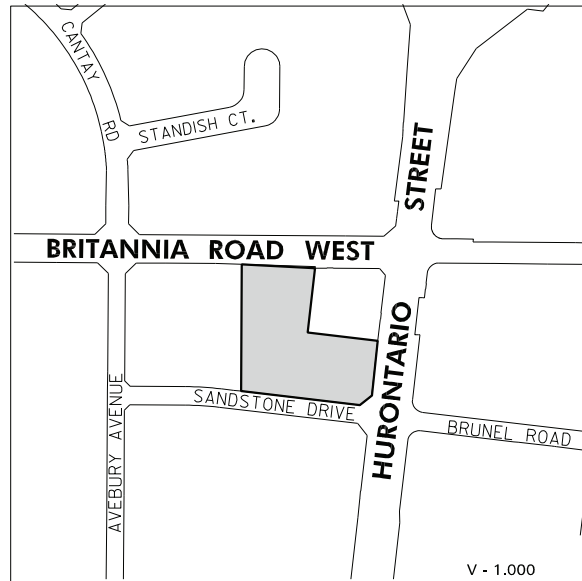 CANTAY RD
STANDISH CT.
HURONTARIO STREET
BRITANNIA ROAD WEST
SANDSTONE DRIVE
AVEBURY AVENUE
BRUNEL ROAD
V - 1.000